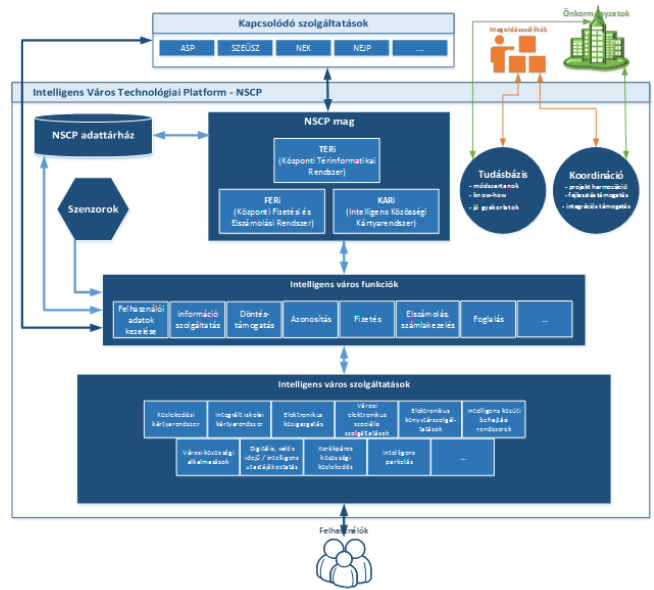 Kapcsolódó szolgáltatások
ASP
SZEÜSZ
NEK
NEJP
...
Önkormányzatok
Megoldásszállítók
Intelligens Város Technológiai Platform - NSCP
NSCP adattárház
NSCP mag
TERi
(Központi Térinformatikai
Rendszer)
FERi
(Központi Fizetési és
Elszámolási Rendszer)
KARi
(Intelligens Közösségi
Kártyarendszer)
Szenzorok
Tudásbázis
- módszertanok
- know-how
- jó gyakorlatok
Koordináció
- projekt harmonizáció
- fejlesztés támogatás
- integrációs támogatás
Intelligens város funkciók
Felhasználói
adatok
kezelése
Információ
szolgáltatás
Döntés-
támogatás
Azonosítás
Fizetés
Elszámolás,
számlakezelés
Foglalás
...
Intelligens város szolgáltatások
Közlekedési
kártyarendszer
Integrált iskolai
kártyarendszer
Elektronikus
közigazgatás
Városi
elektronikus
szociális
szolgáltatások
Elektronikus
könyvtárszolgál-
tatások
Intelligens közúti
behajtási
rendszerek
Városi közösségi
alkalmazások
Digitális, valós
idejű / intelligens
utastájékoztatás
Kerékpáros
közösségi
közlekedés
Intelligens
parkolás
...
Felhasználók